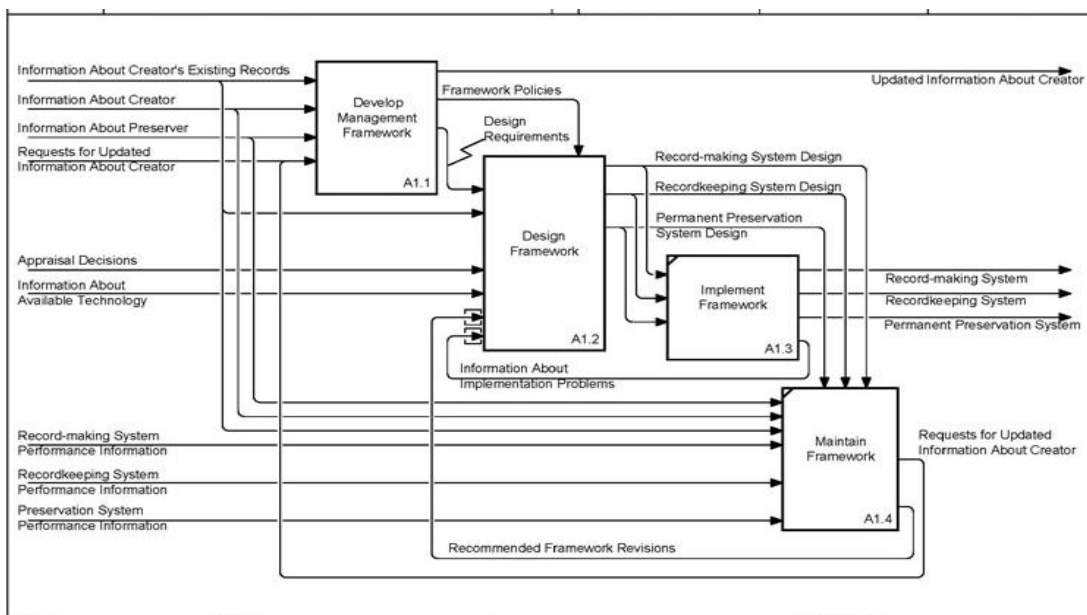 Information About Creator's Existing Records
Information About Creator
Information About Preserver
Requests for Updated
Information About Creator
Develop
Management
Framework
A1.1
Updated Information About Creator
Framework Policies
Design
Requirements
Appraisal Decisions
Information About
Available Technology
Design
Framework
A1.2
Record-making System Design
Recordkeeping System Design
Permanent Preservation
System Design
Implement
Framework
A1.3
Record-making System
Recordkeeping System
Permanent Preservation System
Information About
Implementation Problems
Record-making System
Performance Information
Recordkeeping System
Performance Information
Preservation System
Performance Information
Maintain
Framework
A1.4
Requests for Updated
Information About Creator
Recommended Framework Revisions